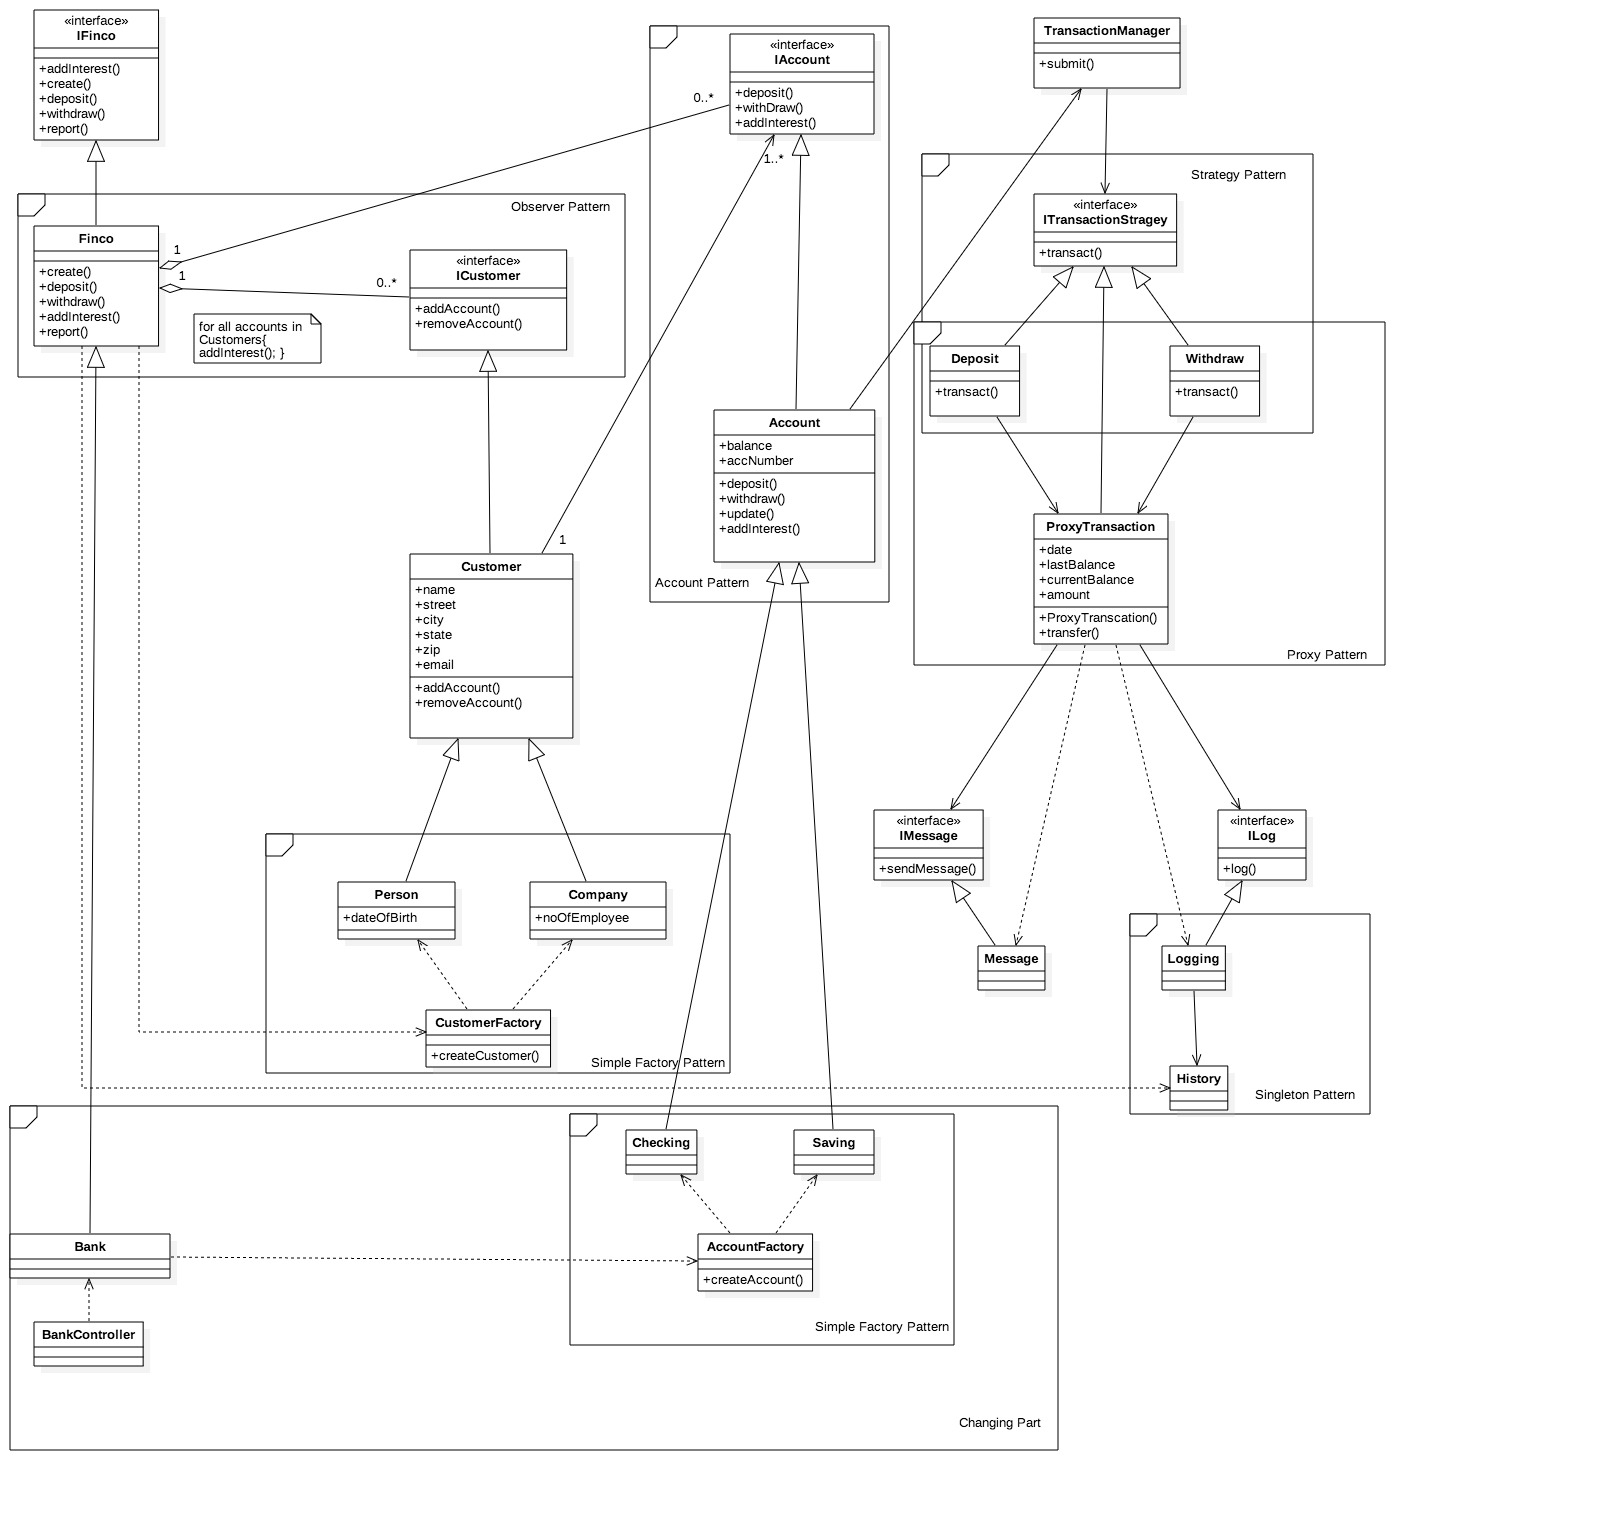 «interface»
IFinco
+addInterest()
+create()
+deposit()
+withdraw()
+report()
Observer Pattern
Finco
+create()
+deposit()
+withdraw()
+addInterest()
+report()
1
1
0..*
0..*
for all accounts in
Customers{
addInterest(); }
«interface»
ICustomer
+addAccount()
+removeAccount()
«interface»
IAccount
+deposit()
+withDraw()
+addInterest()
1..*
Account
+balance
+accNumber
+deposit()
+withdraw()
+update()
+addInterest()
Account Pattern
1
Customer
+name
+street
+city
+state
+zip
+email
+addAccount()
+removeAccount()
TransactionManager
+submit()
Strategy Pattern
«interface»
ITransactionStragey
+transact()
Deposit
+transact()
Withdraw
+transact()
ProxyTransaction
+date
+lastBalance
+currentBalance
+amount
+ProxyTranscation()
+transfer()
Proxy Pattern
«interface»
IMessage
+sendMessage()
«interface»
ILog
+log()
Message
Logging
History
Singleton Pattern
Person
+dateOfBirth
Company
+noOfEmployee
CustomerFactory
+createCustomer()
Simple Factory Pattern
Checking
Saving
AccountFactory
+createAccount()
Simple Factory Pattern
Bank
BankController
Changing Part